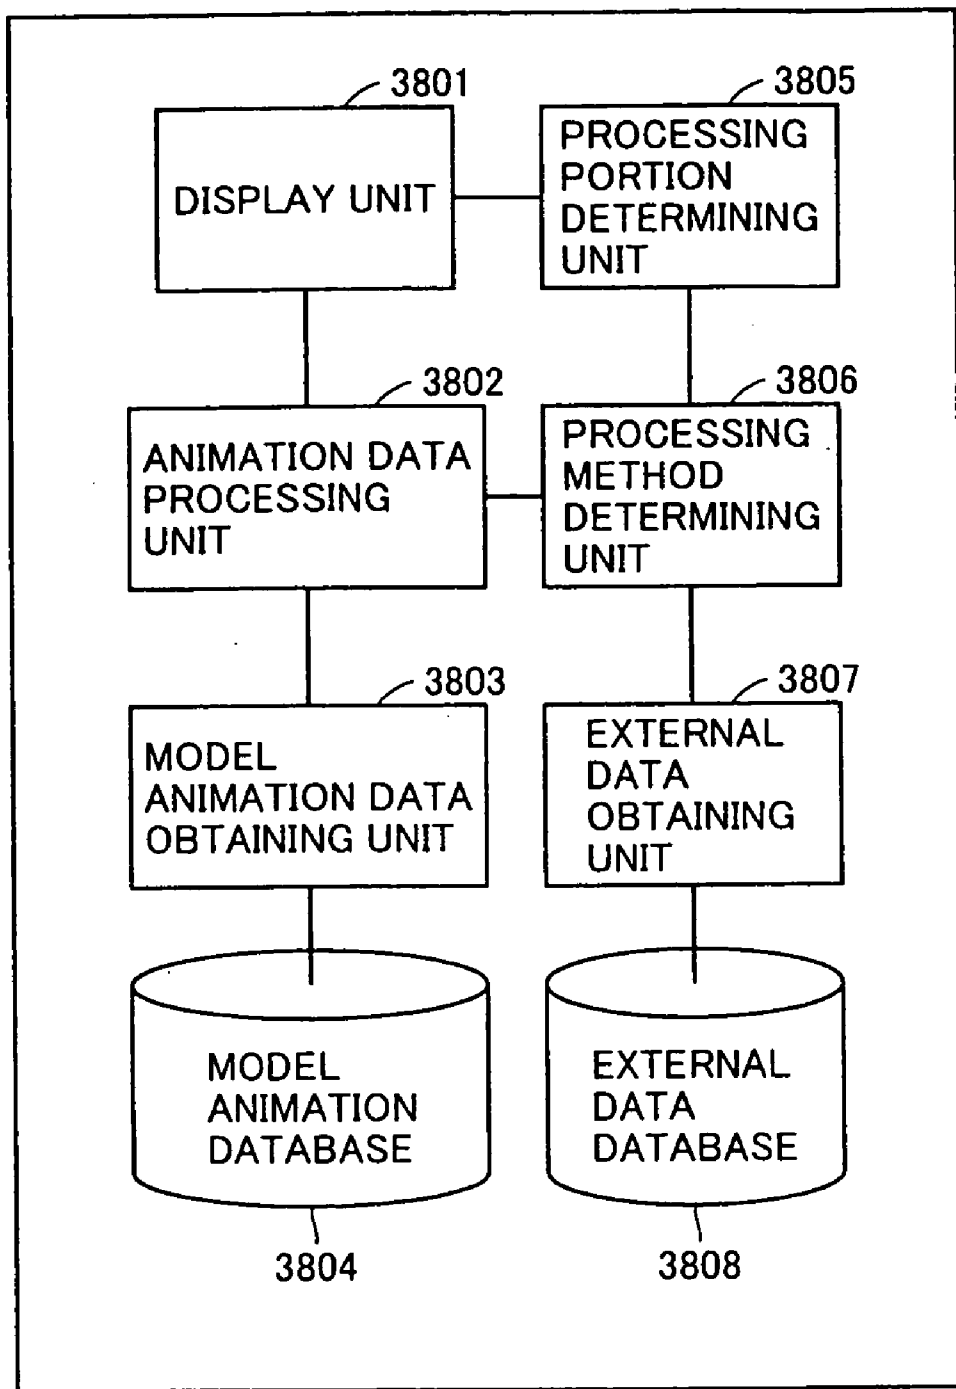 3801
DISPLAY UNIT
3805
PROCESSING
PORTION
DETERMINING
UNIT
3802
ANIMATION DATA
PROCESSING
UNIT
3806
PROCESSING
METHOD
DETERMINING
UNIT
3803
MODEL
ANIMATION DATA
OBTAINING UNIT
3807
EXTERNAL
DATA
OBTAINING
UNIT
MODEL
ANIMATION
DATABASE
3804
EXTERNAL
DATA
DATABASE
3808